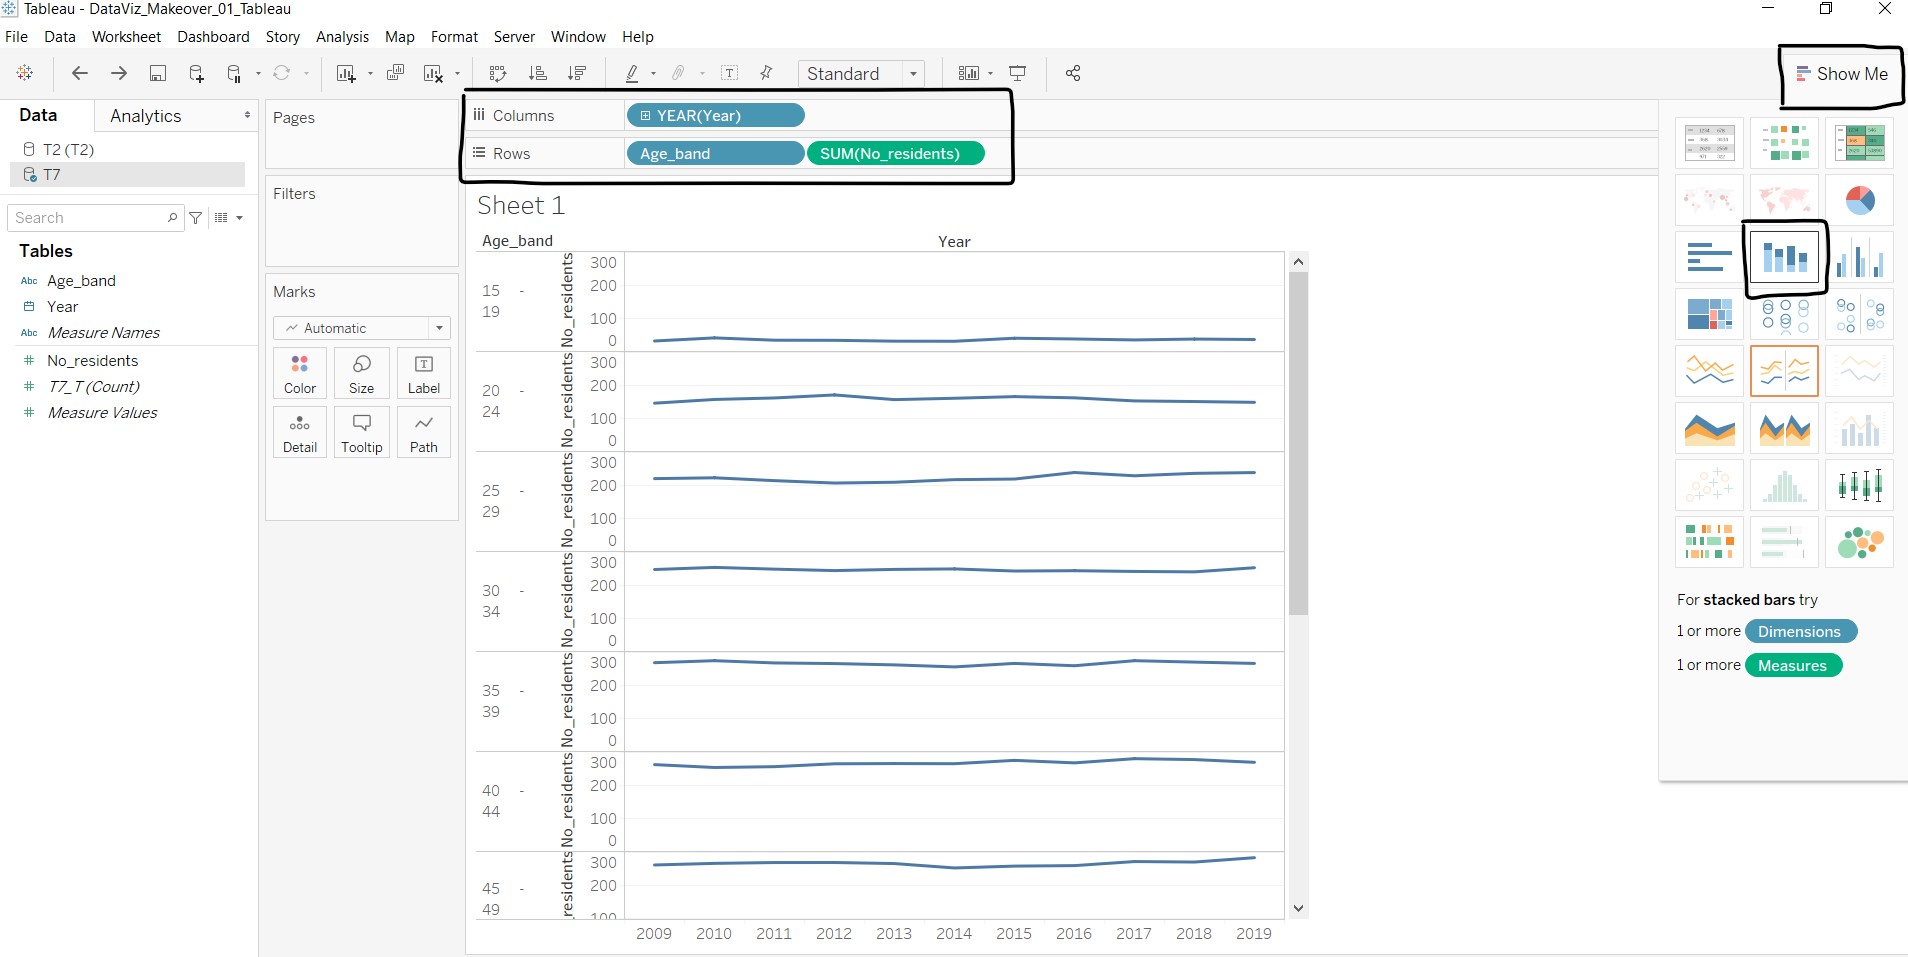 Tableau - DataViz_Makeover_01_Tableau
File Data Worksheet Dashboard Story Analysis Map Format Server Window Help
Standard
Show Me
Data Analytics
T2 (T2)
T7
Search
Tables
Abc Age_band
Year
Abc Measure Names
# No_residents
# T7_T (Count)
# Measure Values
Pages
Filters
Marks
Automatic
Color Size Label
Detail Tooltip Path
Columns YEAR(Year)
Rows Age_band SUM(No_residents)
Sheet 1
Age_band Year
15 - 19
No_residents
300
200
100
0
20 - 24
No_residents
300
200
100
0
25 - 29
No_residents
300
200
100
0
30 - 34
No_residents
300
200
100
0
35 - 39
No_residents
300
200
100
0
40 - 44
No_residents
300
200
100
0
45 - 49
residents
300
200
100
2009 2010 2011 2012 2013 2014 2015 2016 2017 2018 2019
For stacked bars try
1 or more Dimensions
1 or more Measures